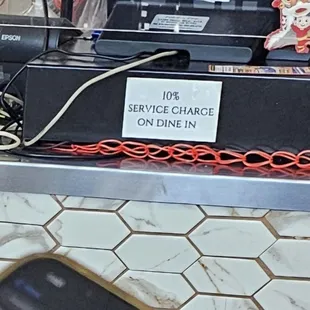 EPSON
10%
SERVICE CHARGE
ON DINE IN